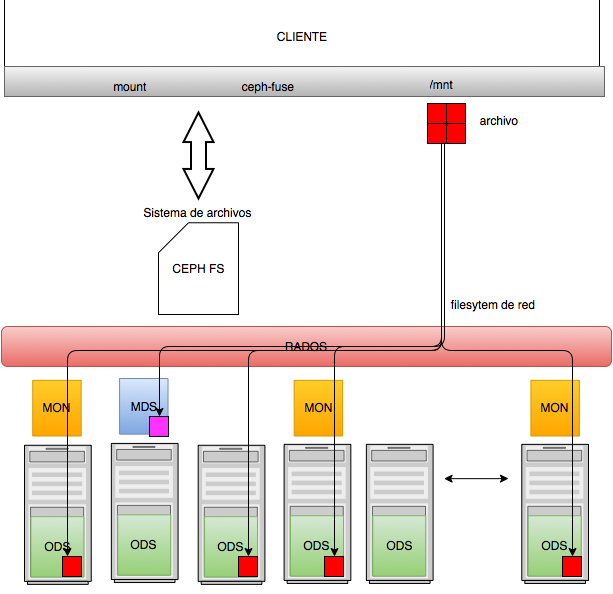 CLIENTE
mount
ceph-fuse
/mnt
archivo
Sistema de archivos
CEPH FS
filesytem de red
RADOS
MON
MDS
MON
MON
ODS
ODS
ODS
ODS
ODS
ODS